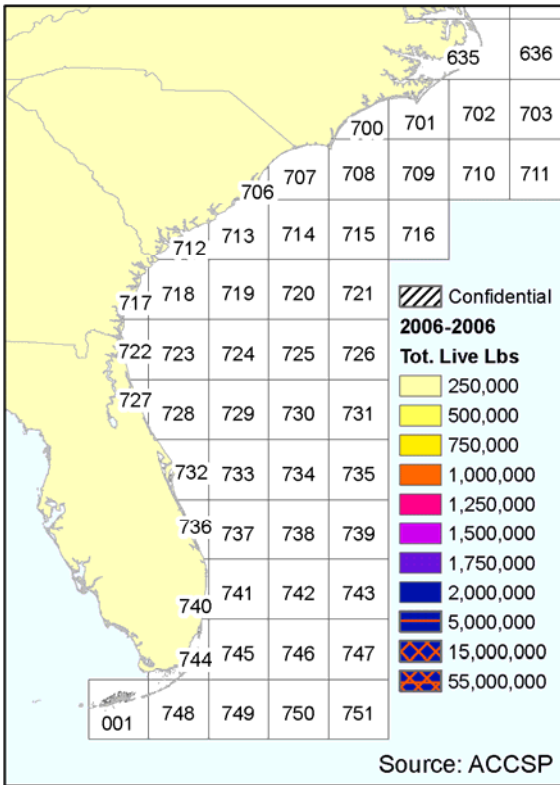 635 636
700 701 702 703
706 707 708 709 710 711
712 713 714 715 716
717 718 719 720 721
722 723 724 725 726
727 728 729 730 731
732 733 734 735
736 737 738 739
740 741 742 743
744 745 746 747
001 748 749 750 751
Confidential
2006-2006
Tot. Live Lbs
250,000
500,000
750,000
1,000,000
1,250,000
1,500,000
1,750,000
2,000,000
5,000,000
15,000,000
55,000,000
Source: ACCSP